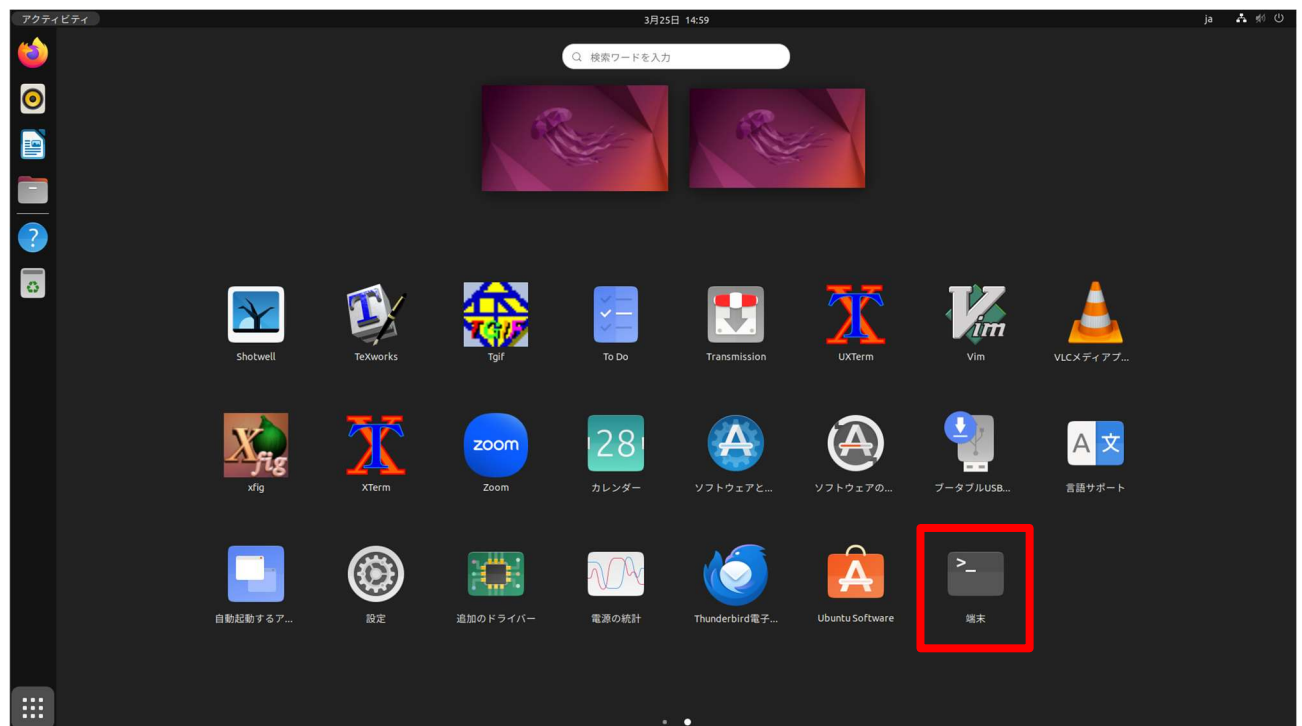 アクティビティ
3月25日 14:59
ja
検索ワードを入力
Shotwell
TeXworks
Tgif
To Do
Transmission
UXTerm
Vim
VLCメディアプ...
xfig
XTerm
Zoom
カレンダー
ソフトウェアと...
ソフトウェアの...
ブータブルUSB...
言語サポート
自動起動するア...
設定
追加のドライバー
電源の統計
Thunderbird電子...
Ubuntu Software
端末
TGIF
Vim
Xfig
zoom
28
A 文
>_
?